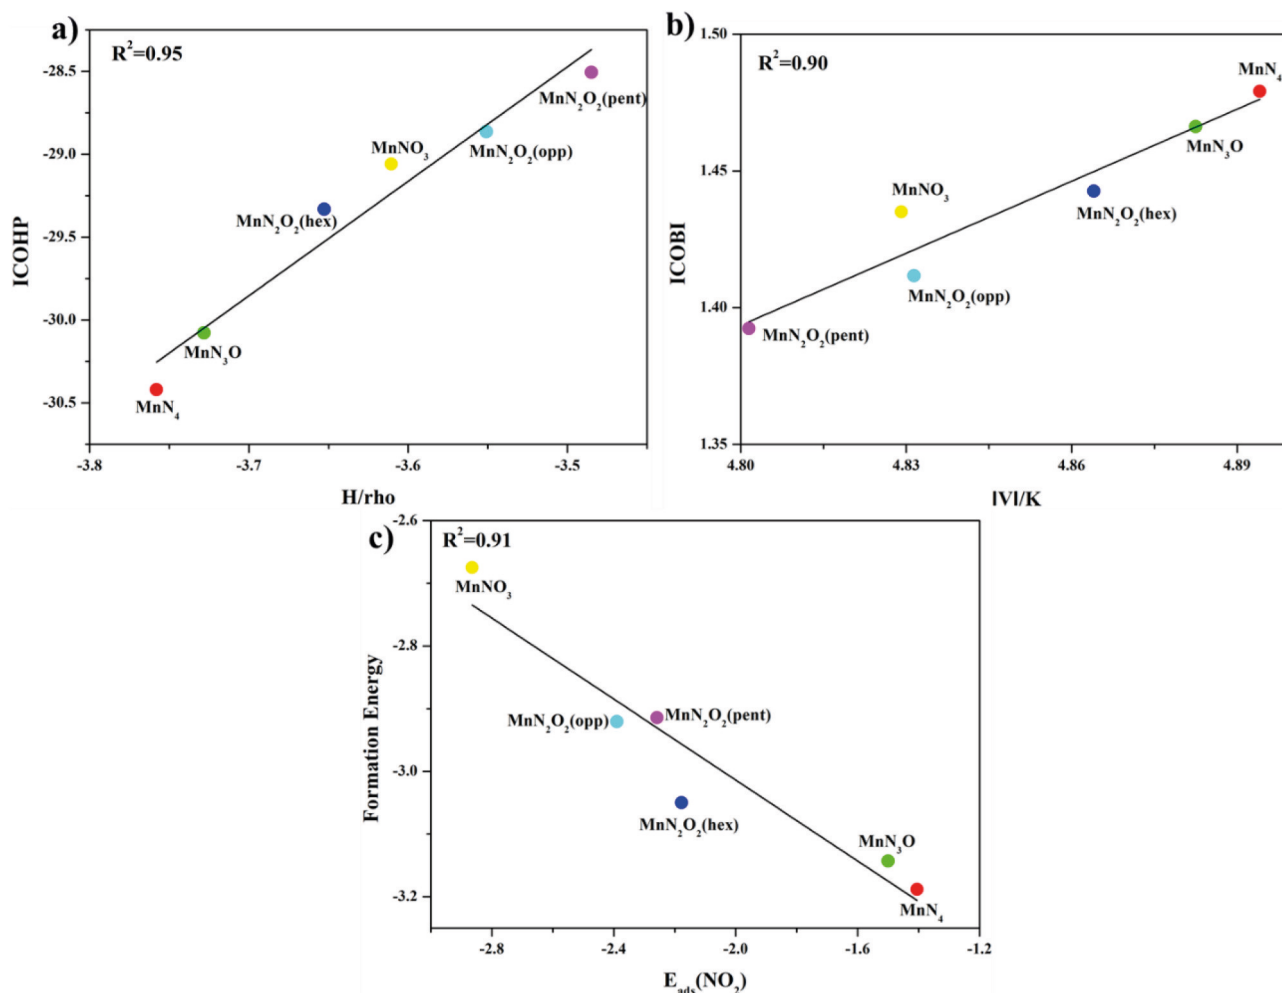 a)
R²=0.95
ICOHP
-28.5
-29.0
-29.5
-30.0
-30.5
MnN₂O₂(pent)
MnNO₃
MnN₂O₂(opp)
MnN₂O₂(hex)
MnN₃O
MnN₄
-3.8
-3.7
-3.6
-3.5
H/rho
b)
R²=0.90
ICOBI
1.50
1.45
1.40
1.35
MnN₄
MnN₃O
MnNO₃
MnN₂O₂(hex)
MnN₂O₂(opp)
MnN₂O₂(pent)
4.80
4.83
4.86
4.89
|V|/K
c)
R²=0.91
Formation Energy
-2.6
-2.8
-3.0
-3.2
MnNO₃
MnN₂O₂(opp)
MnN₂O₂(pent)
MnN₂O₂(hex)
MnN₃O
MnN₄
-2.8
-2.4
-2.0
-1.6
-1.2
Eₐds(NO₂)